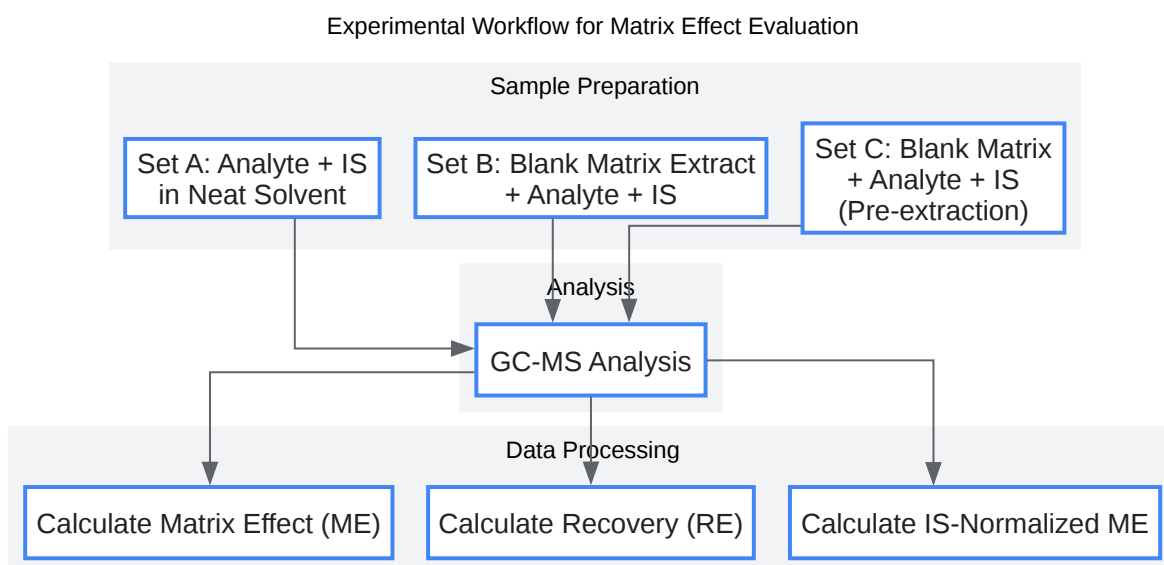 Experimental Workflow for Matrix Effect Evaluation
Sample Preparation
Set A: Analyte + IS
in Neat Solvent
Set B: Blank Matrix Extract
+ Analyte + IS
Set C: Blank Matrix
+ Analyte + IS
(Pre-extraction)
Analysis
GC-MS Analysis
Data Processing
Calculate Matrix Effect (ME)
Calculate Recovery (RE)
Calculate IS-Normalized ME